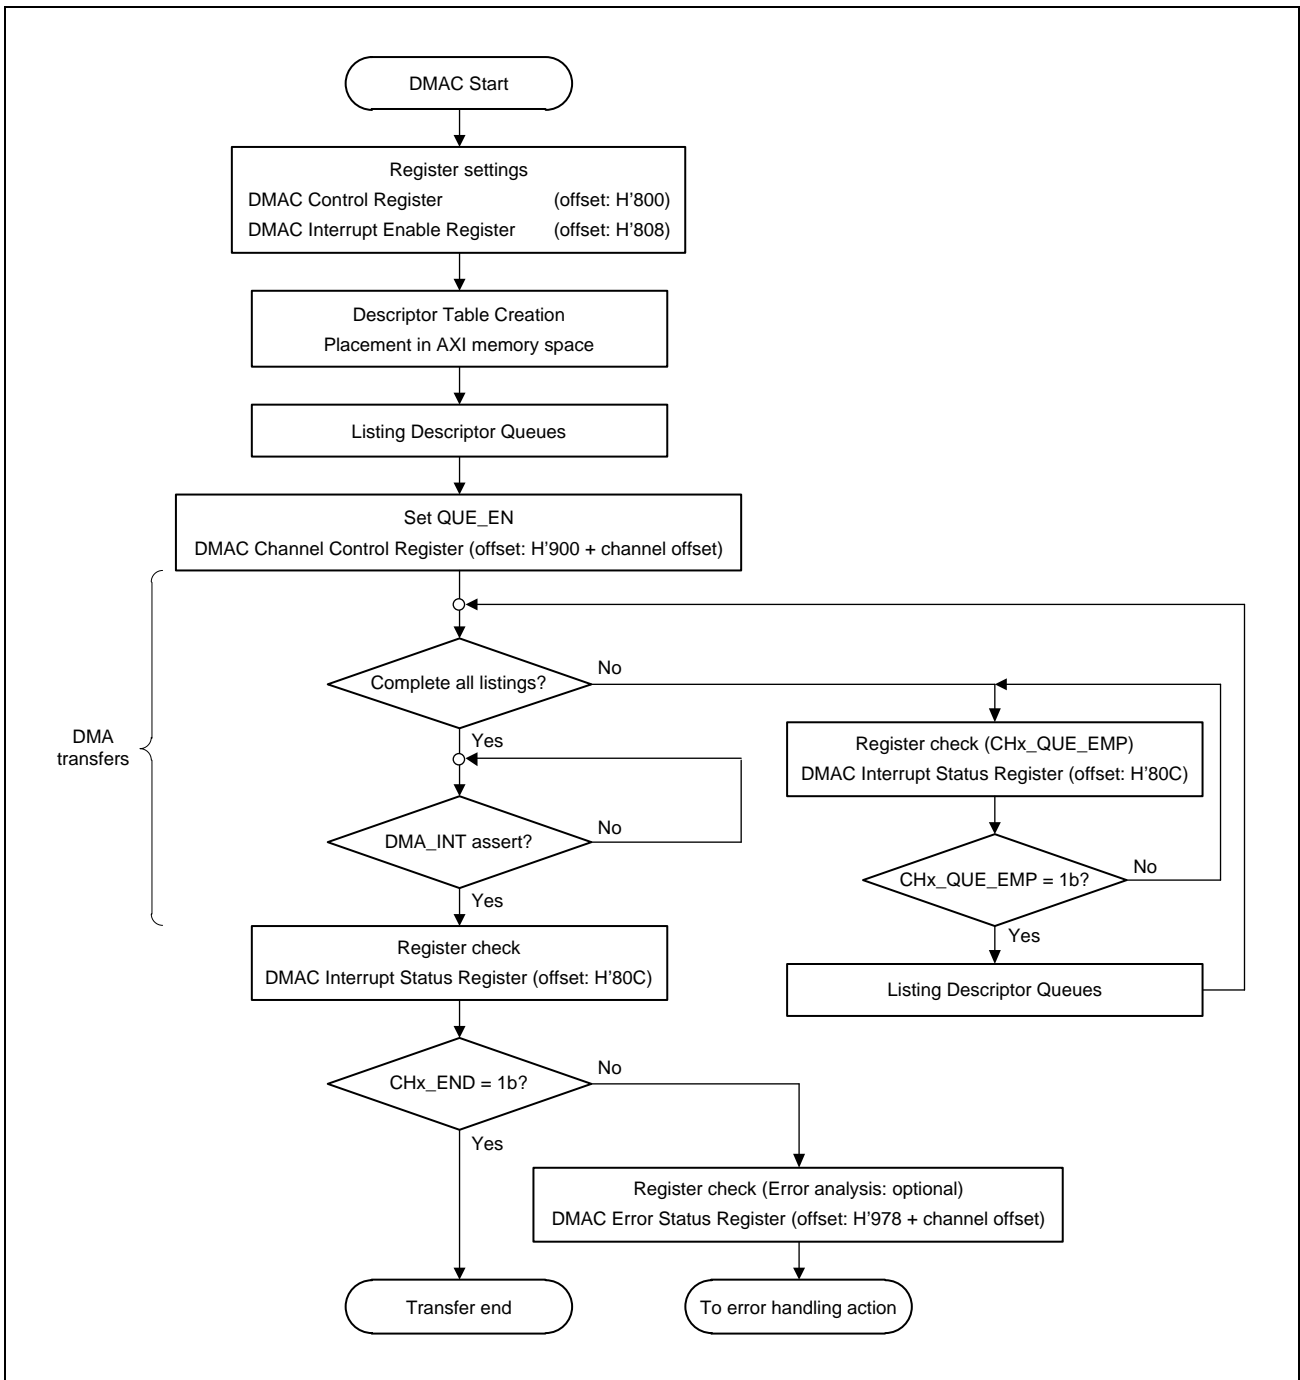 DMAC Start
Register settings
DMAC Control Register (offset: H'800)
DMAC Interrupt Enable Register (offset: H'808)
Descriptor Table Creation
Placement in AXI memory space
Listing Descriptor Queues
Set QUE_EN
DMAC Channel Control Register (offset: H'900 + channel offset)
DMA
transfers
Complete all listings?
No
Yes
DMA_INT assert?
No
Yes
Register check (CHx_QUE_EMP)
DMAC Interrupt Status Register (offset: H'80C)
CHx_QUE_EMP = 1b?
No
Yes
Listing Descriptor Queues
Register check
DMAC Interrupt Status Register (offset: H'80C)
CHx_END = 1b?
No
Yes
Register check (Error analysis: optional)
DMAC Error Status Register (offset: H'978 + channel offset)
Transfer end
To error handling action